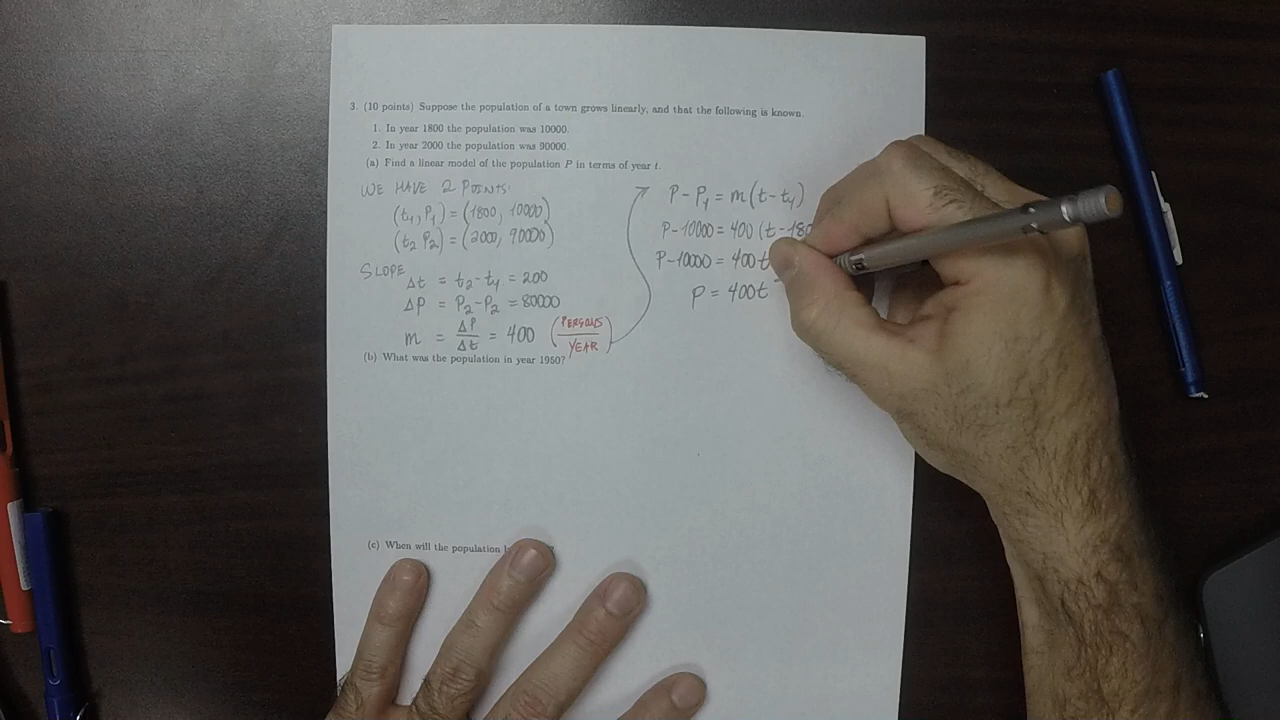 3. (10 points) Suppose the population of a town grows linearly, and that the following is known.
1. In year 1800 the population was 10000.
2. In year 2000 the population was 90000.
(a) Find a linear model of the population P in terms of year t.
WE HAVE 2 POINTS:
(t₁, P₁) = (1800, 10000)
(t₂ P₂) = (2000, 90000)
SLOPE
Δt = t₂ - t₁ = 200
ΔP = P₂ - P₂ = 80000
m = ΔP/Δt = 400 (PERSONS/YEAR)
P - P₁ = m(t - t₁)
P - 10000 = 400 (t - 180
P - 10000 = 400t
P = 400t -
(b) What was the population in year 1950?
(c) When will the population